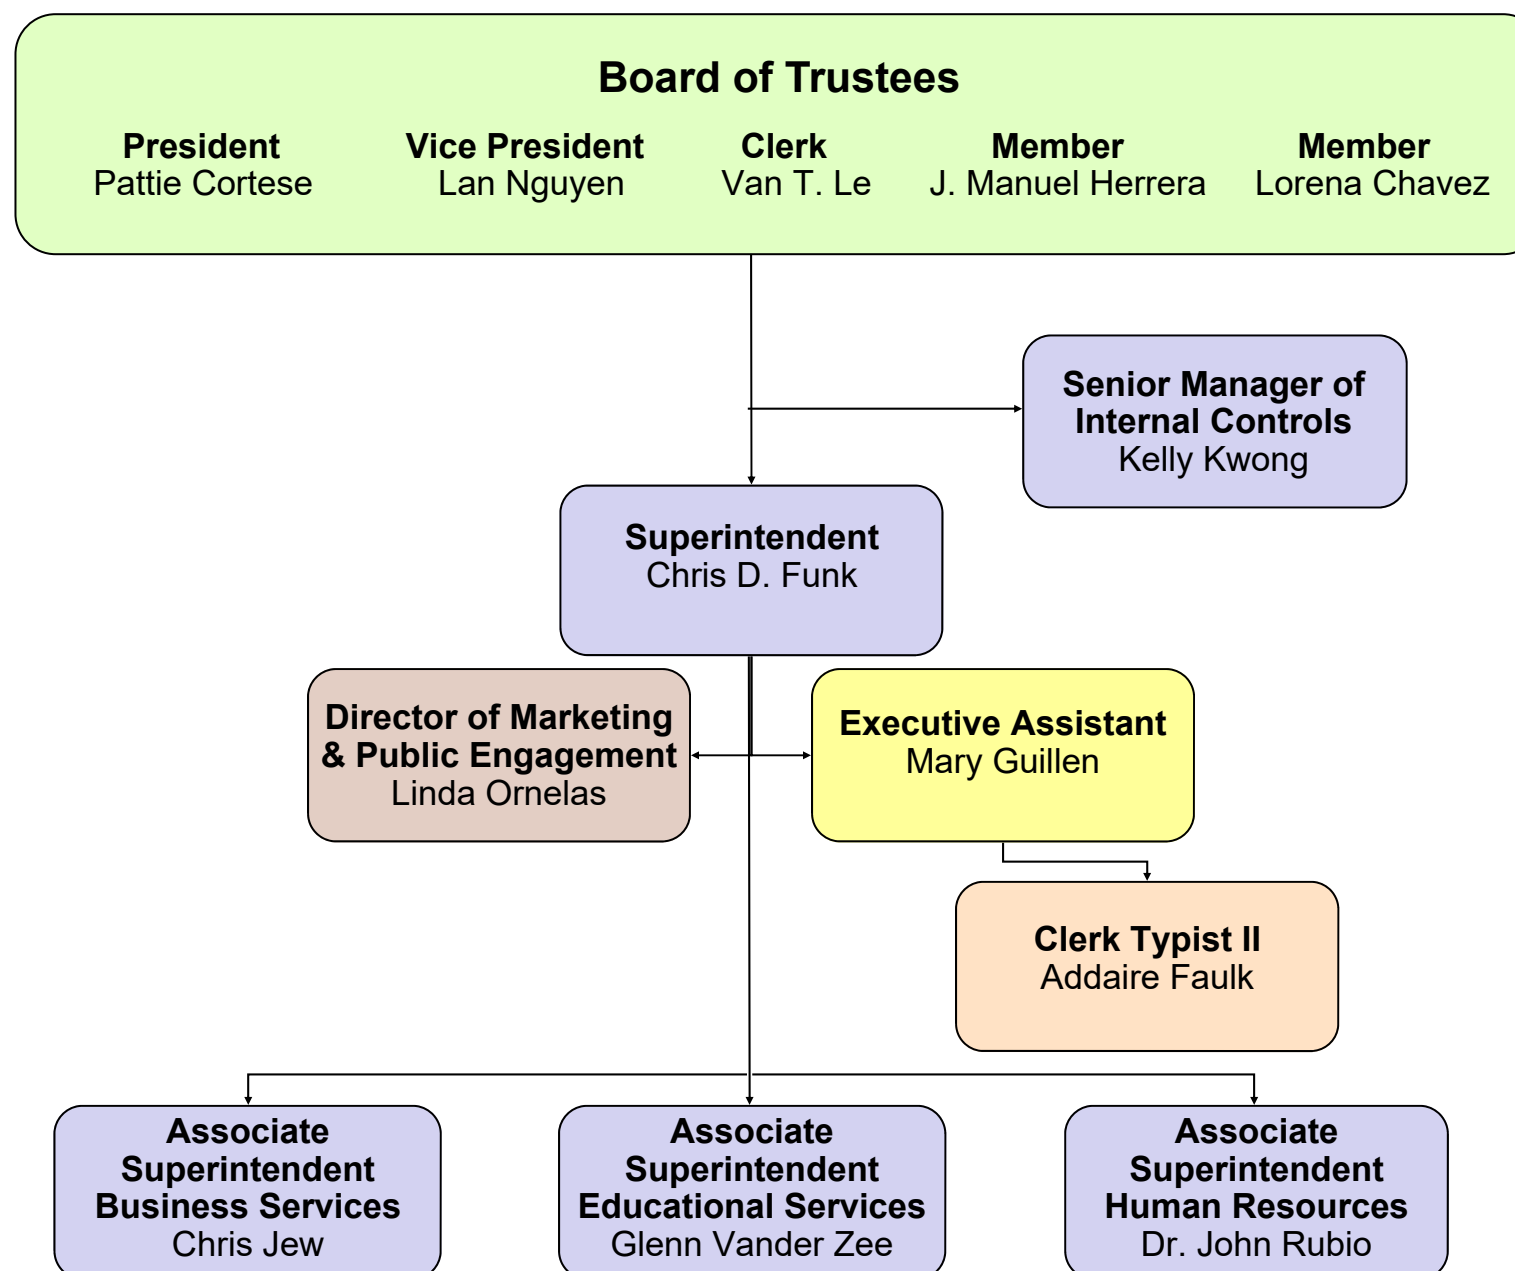 Board of Trustees
President Vice President Clerk Member Member
Pattie Cortese Lan Nguyen Van T. Le J. Manuel Herrera Lorena Chavez
Senior Manager of
Internal Controls
Kelly Kwong
Superintendent
Chris D. Funk
Director of Marketing
& Public Engagement
Linda Ornelas
Executive Assistant
Mary Guillen
Clerk Typist II
Addaire Faulk
Associate
Superintendent
Business Services
Chris Jew
Associate
Superintendent
Educational Services
Glenn Vander Zee
Associate
Superintendent
Human Resources
Dr. John Rubio